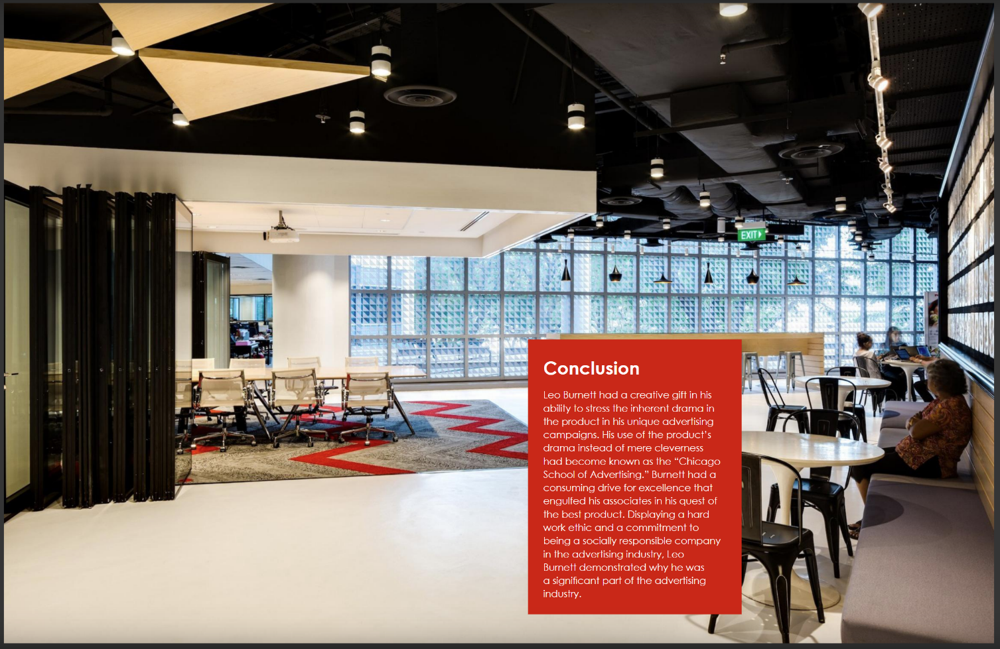 EXIT
Conclusion
Leo Burnett had a creative gift in his
ability to stress the inherent drama in
the product in his unique advertising
campaigns. His use of the product’s
drama instead of mere cleverness
had become known as the “Chicago
School of Advertising.” Burnett had a
consuming drive for excellence that
engulfed his associates in his quest of
the best product. Displaying a hard
work ethic and a commitment to
being a socially responsible company
in the advertising industry, Leo
Burnett demonstrated why he was
a significant part of the advertising
industry.